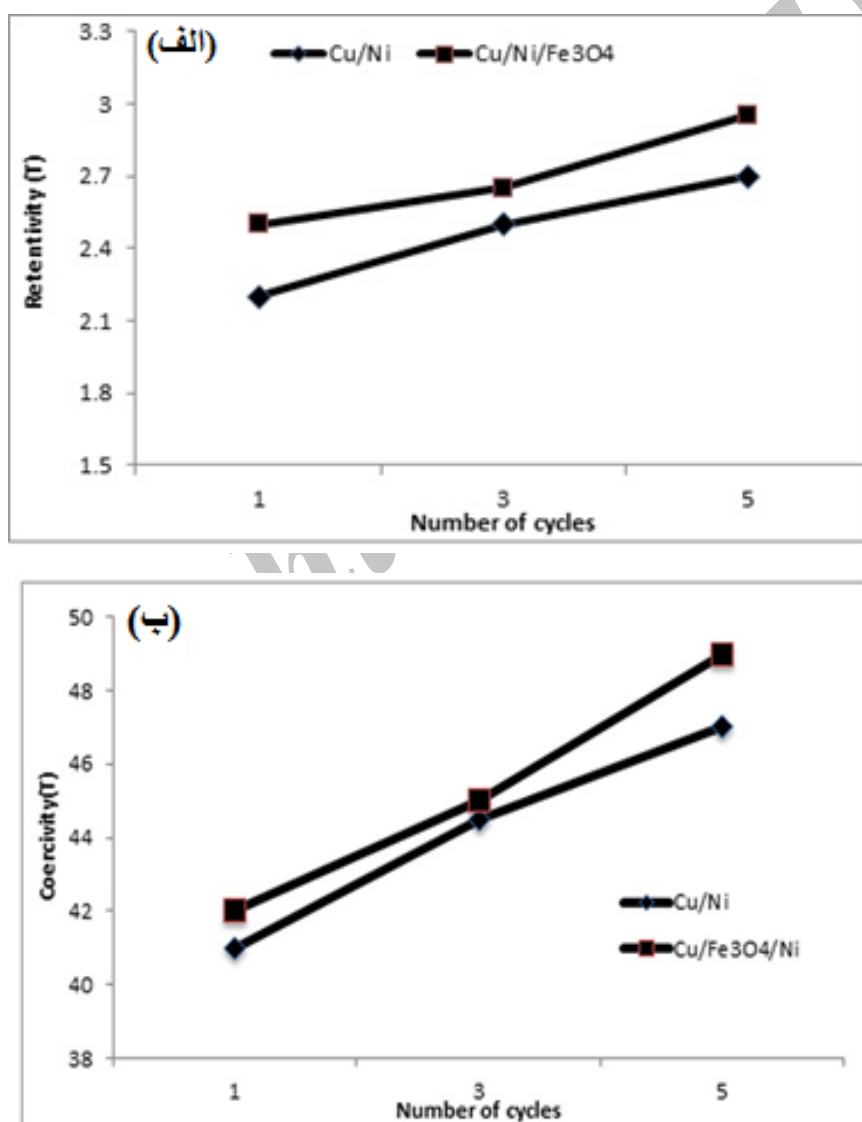 (الف)
Cu/Ni
Cu/Ni/Fe3O4
3.3
3
2.7
2.4
2.1
1.8
1.5
Retentivity (T)
1 3 5
Number of cycles
(ب)
50
48
46
44
42
40
38
Coercivity(T)
Cu/Ni
Cu/Fe3O4/Ni
1 3 5
Number of cycles